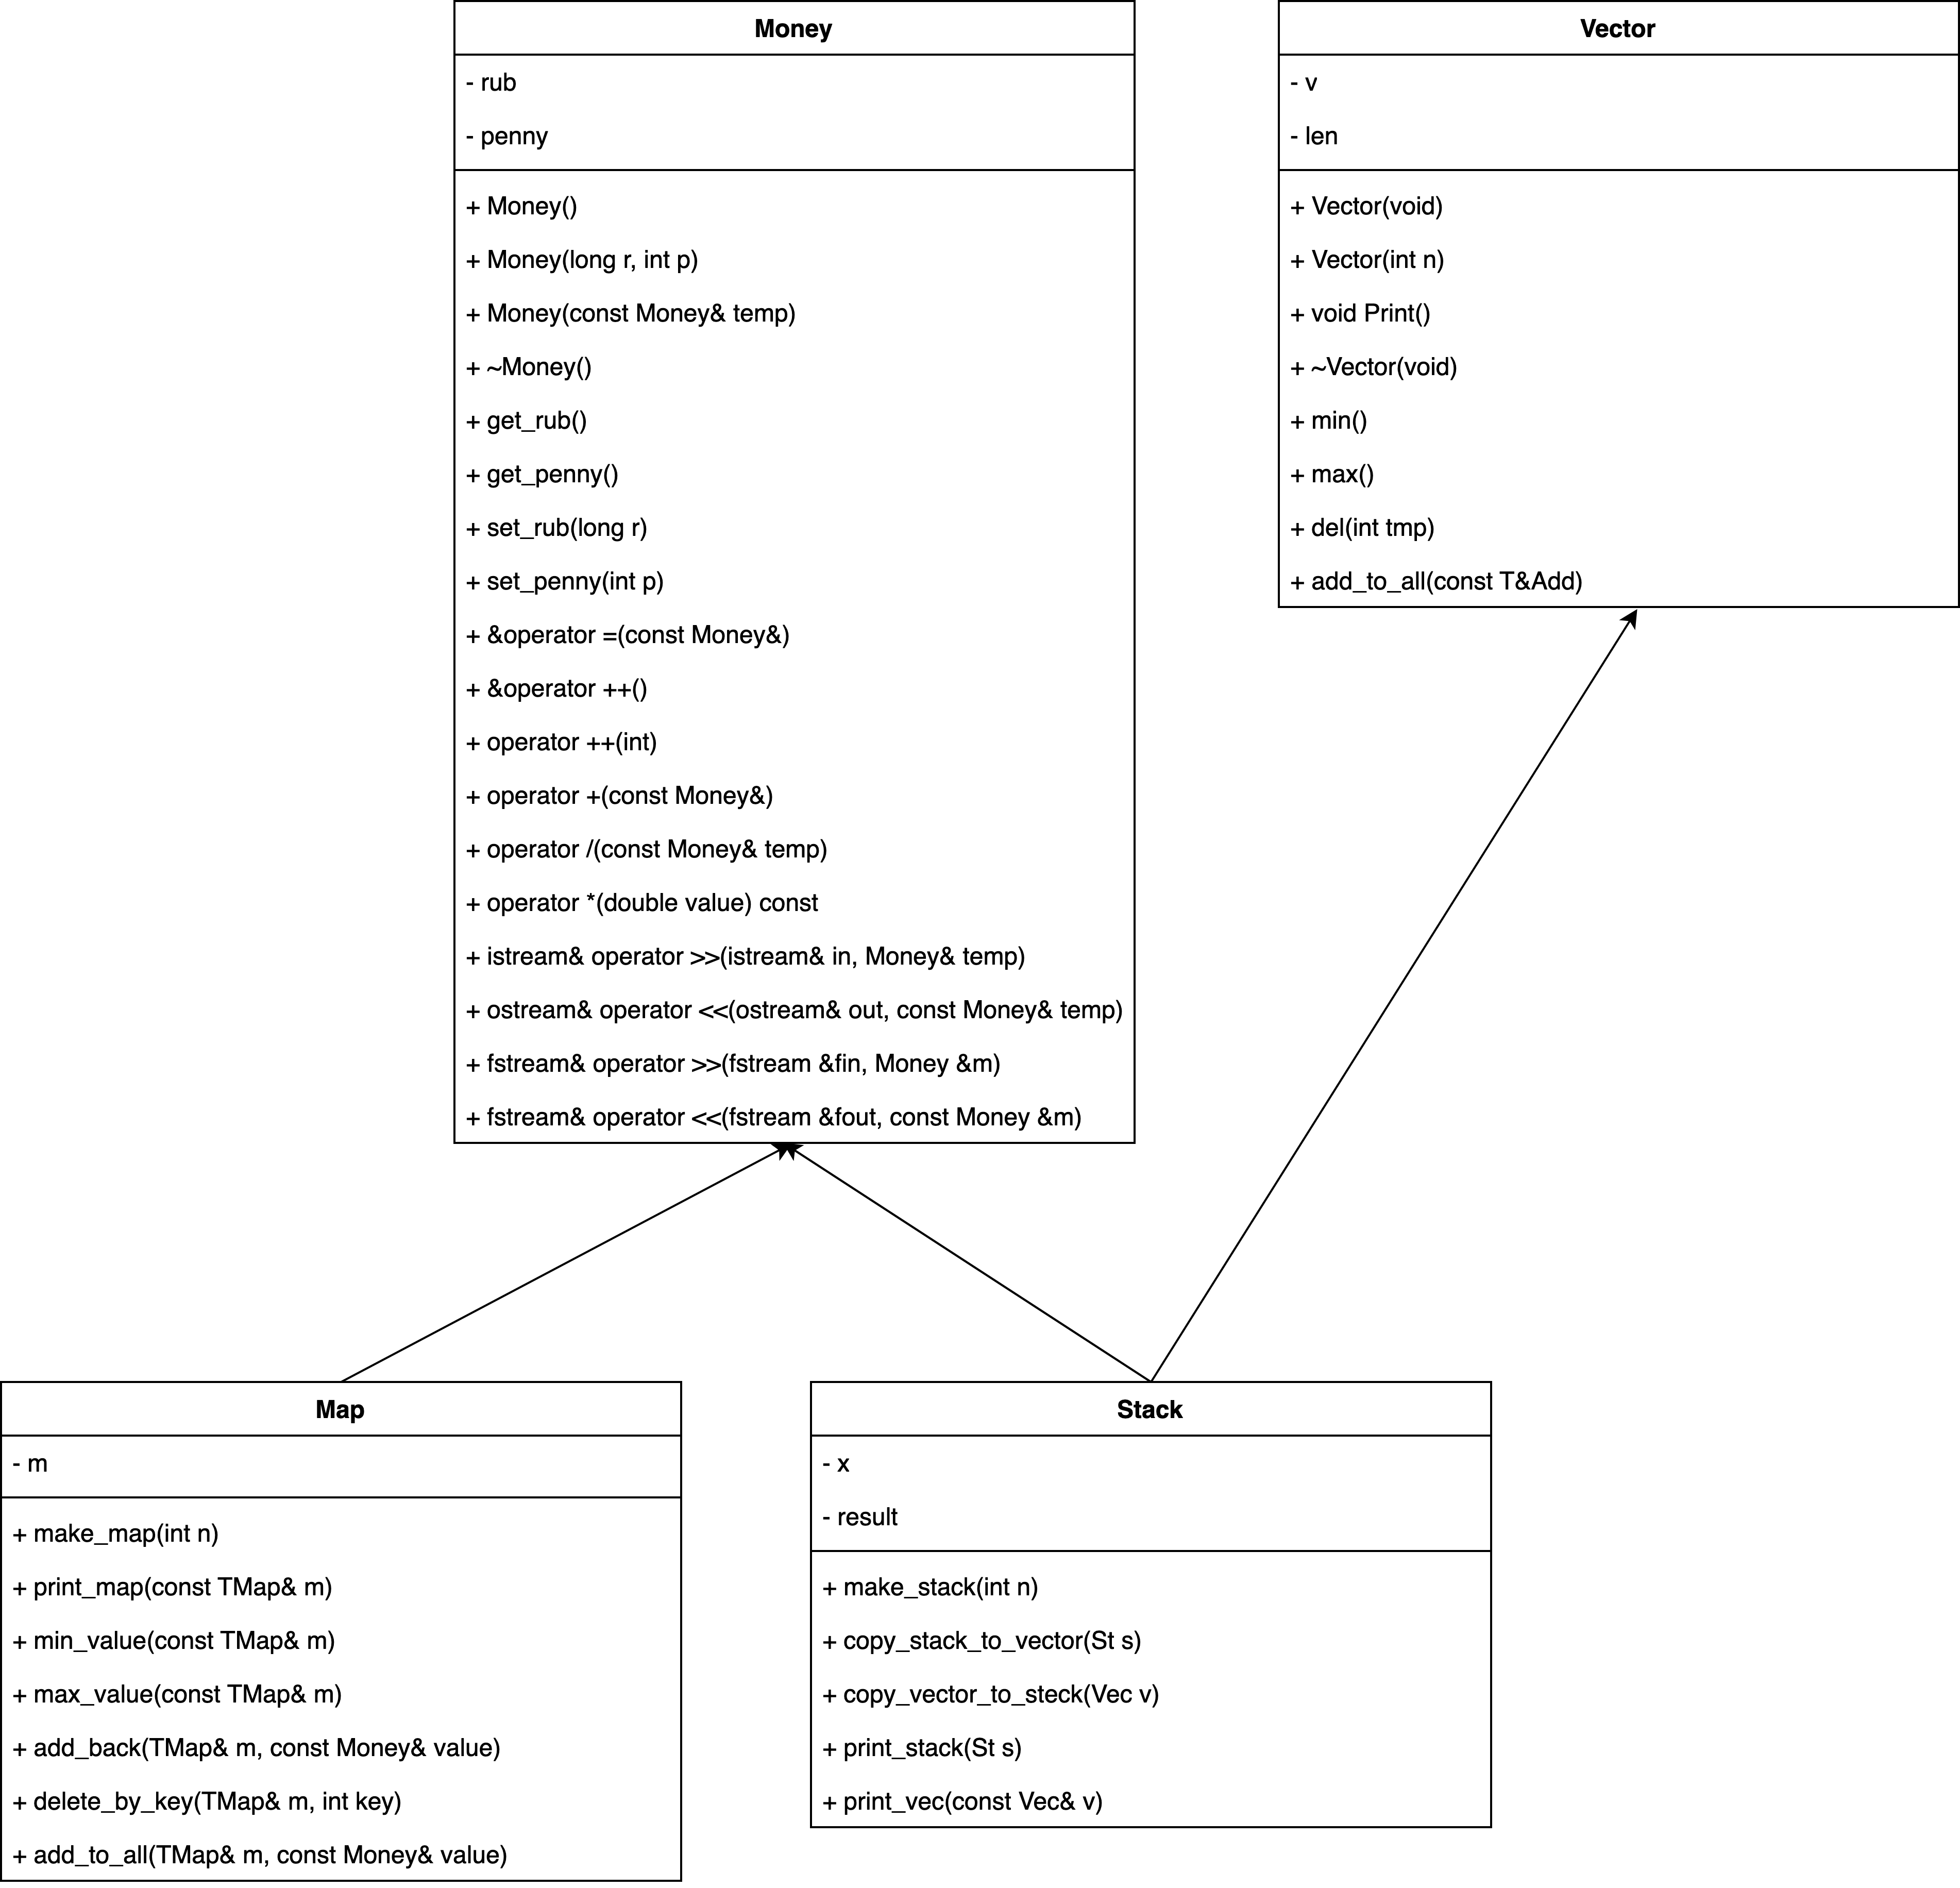 Money
- rub
- penny
+ Money()
+ Money(long r, int p)
+ Money(const Money& temp)
+ ~Money()
+ get_rub()
+ get_penny()
+ set_rub(long r)
+ set_penny(int p)
+ &operator =(const Money&)
+ &operator ++()
+ operator ++(int)
+ operator +(const Money&)
+ operator /(const Money& temp)
+ operator *(double value) const
+ istream& operator >>(istream& in, Money& temp)
+ ostream& operator <<(ostream& out, const Money& temp)
+ fstream& operator >>(fstream &fin, Money &m)
+ fstream& operator <<(fstream &fout, const Money &m)
Vector
- v
- len
+ Vector(void)
+ Vector(int n)
+ void Print()
+ ~Vector(void)
+ min()
+ max()
+ del(int tmp)
+ add_to_all(const T&Add)
Map
- m
+ make_map(int n)
+ print_map(const TMap& m)
+ min_value(const TMap& m)
+ max_value(const TMap& m)
+ add_back(TMap& m, const Money& value)
+ delete_by_key(TMap& m, int key)
+ add_to_all(TMap& m, const Money& value)
Stack
- x
- result
+ make_stack(int n)
+ copy_stack_to_vector(St s)
+ copy_vector_to_steck(Vec v)
+ print_stack(St s)
+ print_vec(const Vec& v)